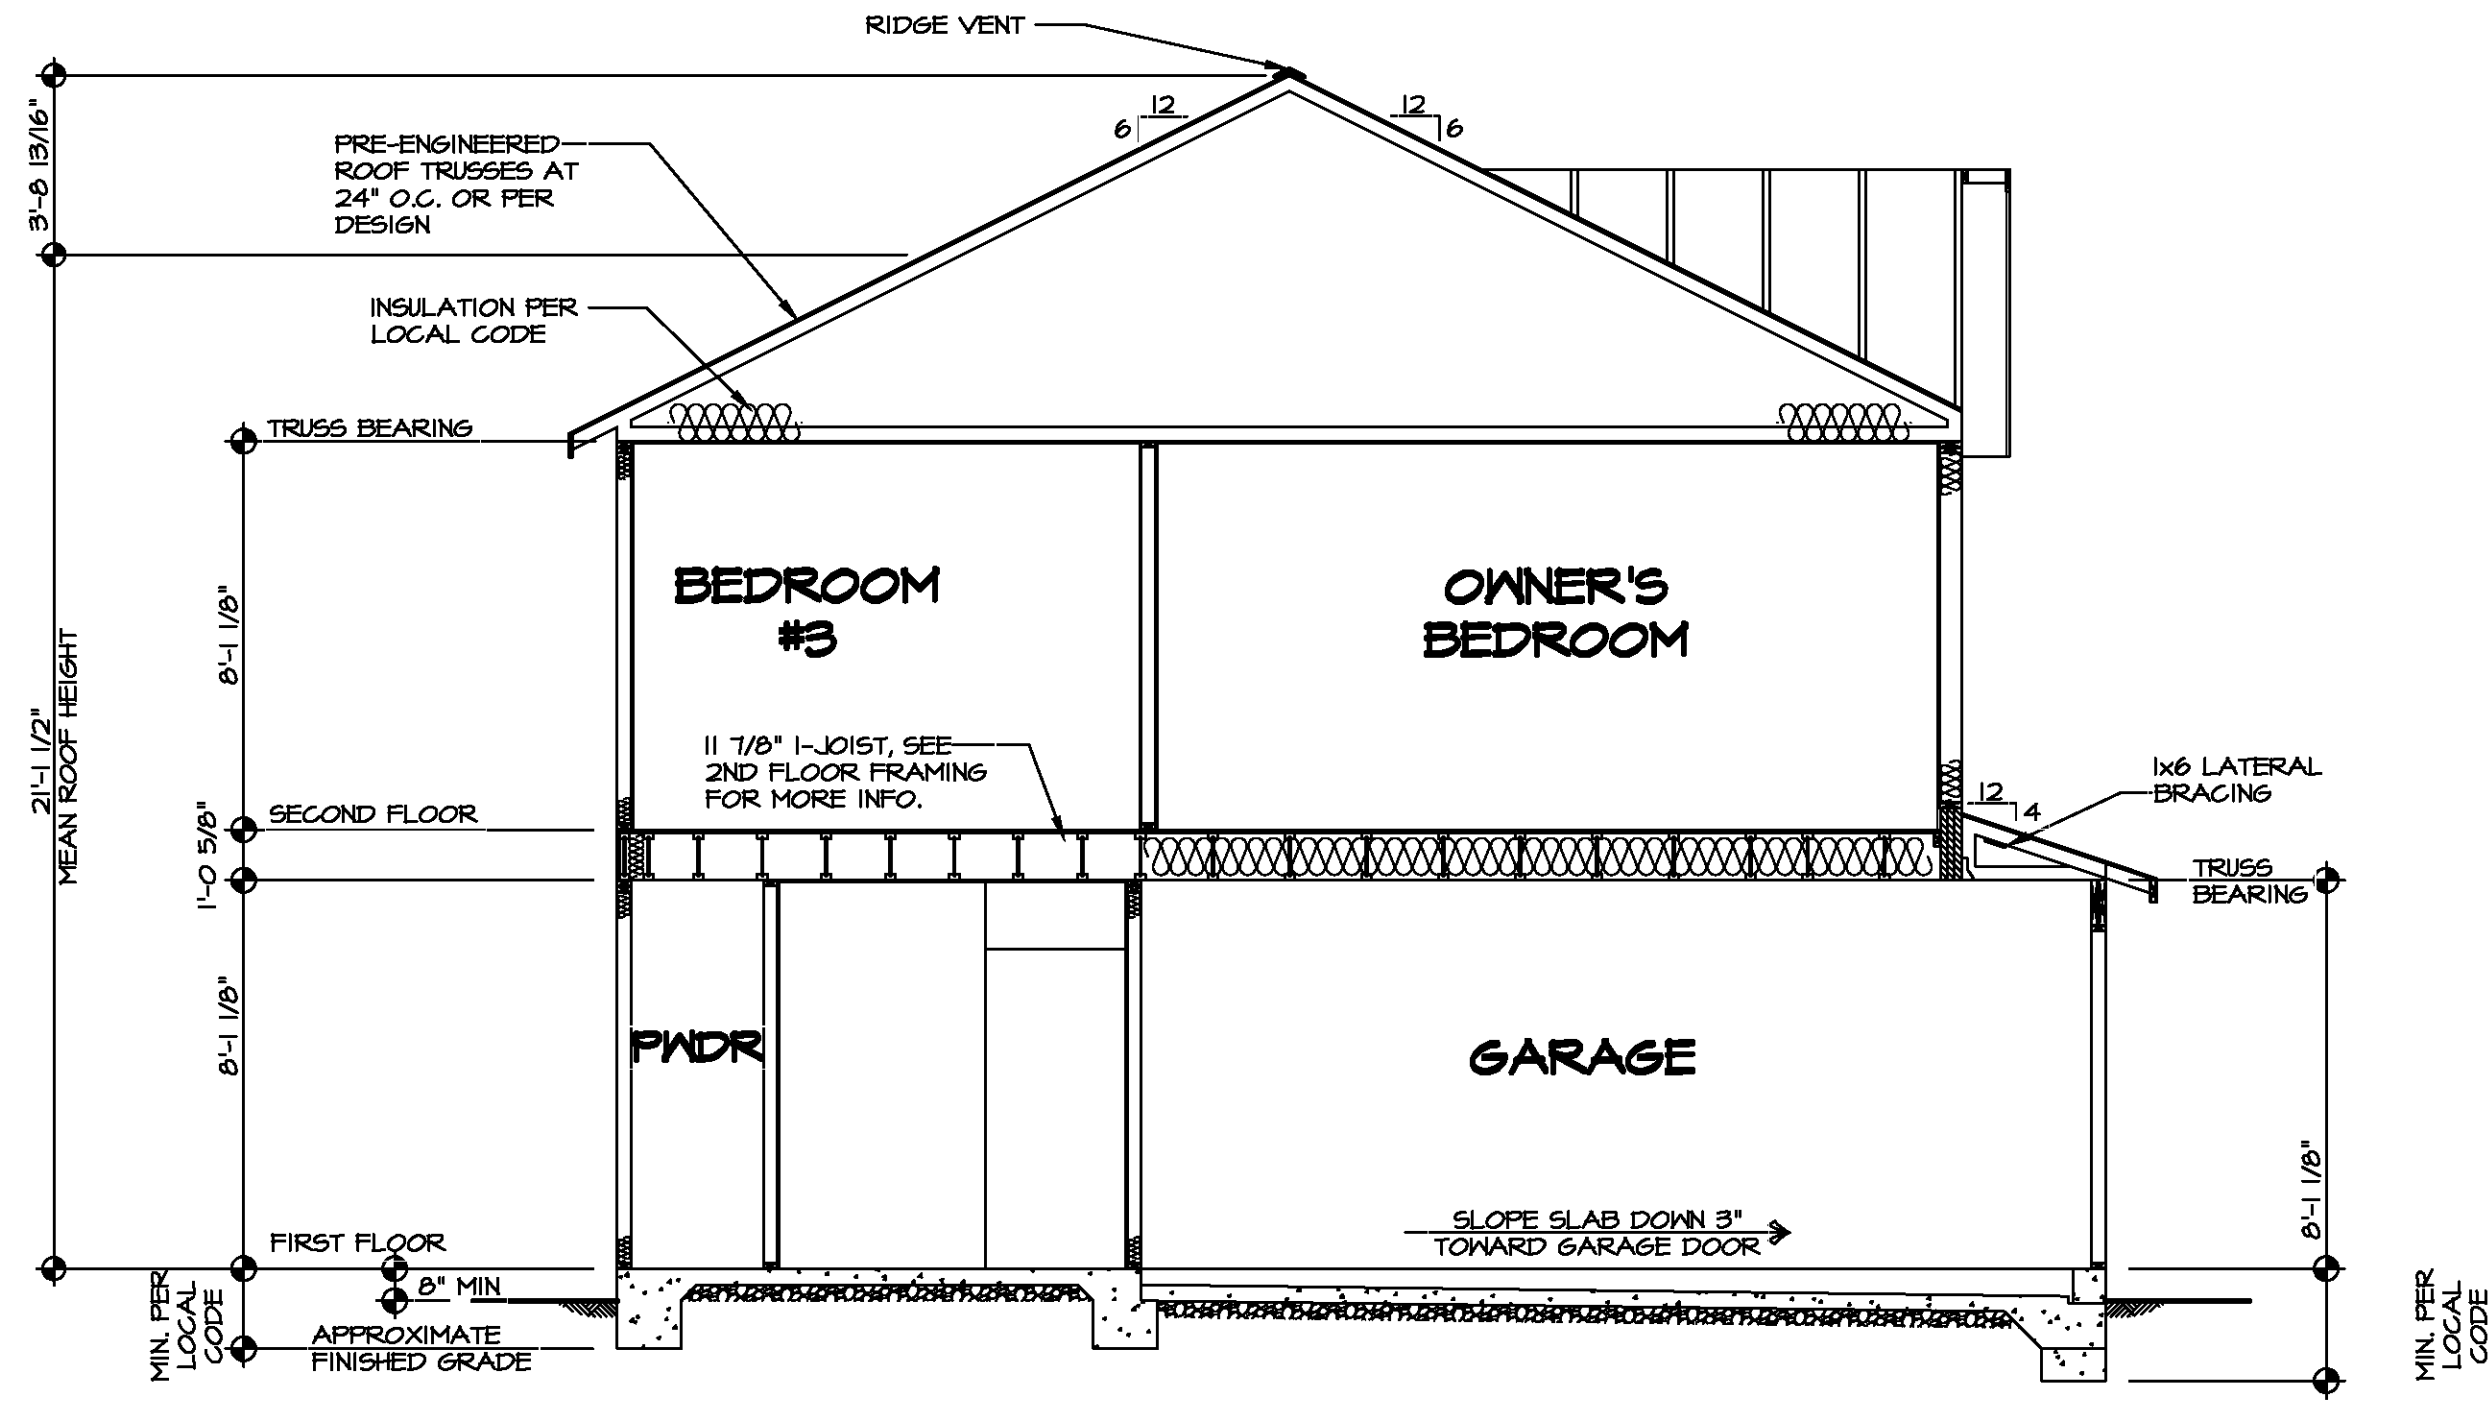 RIDGE VENT
12
6
12
6
3'-8 13/16"
PRE-ENGINEERED
ROOF TRUSSES AT
24" O.C. OR PER
DESIGN
INSULATION PER
LOCAL CODE
TRUSS BEARING
8'-1 1/8"
BEDROOM
#3
OWNER'S
BEDROOM
21'-1 1/2"
MEAN ROOF HEIGHT
11 7/8" I-JOIST, SEE
2ND FLOOR FRAMING
FOR MORE INFO.
1x6 LATERAL
BRACING
12
4
SECOND FLOOR
1'-0 5/8"
TRUSS
BEARING
8'-1 1/8"
PWDR
GARAGE
8'-1 1/8"
SLOPE SLAB DOWN 3"
TOWARD GARAGE DOOR
FIRST FLOOR
8" MIN
MIN. PER
LOCAL
CODE
APPROXIMATE
FINISHED GRADE
MIN. PER
LOCAL
CODE